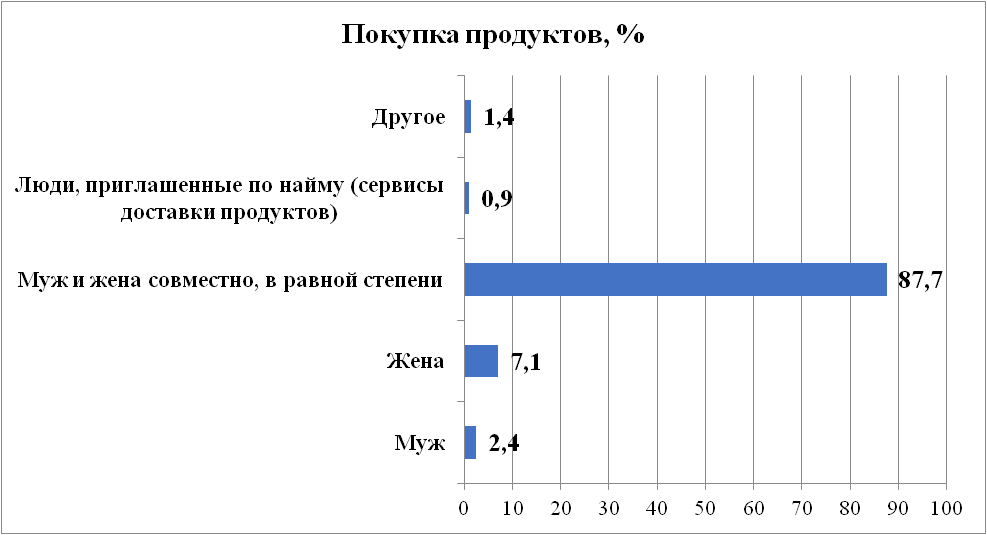 Покупка продуктов, %
Другое
1,4
Люди, приглашенные по найму (сервисы
доставки продуктов)
0,9
Муж и жена совместно, в равной степени
87,7
Жена
7,1
Муж
2,4
0 10 20 30 40 50 60 70 80 90 100